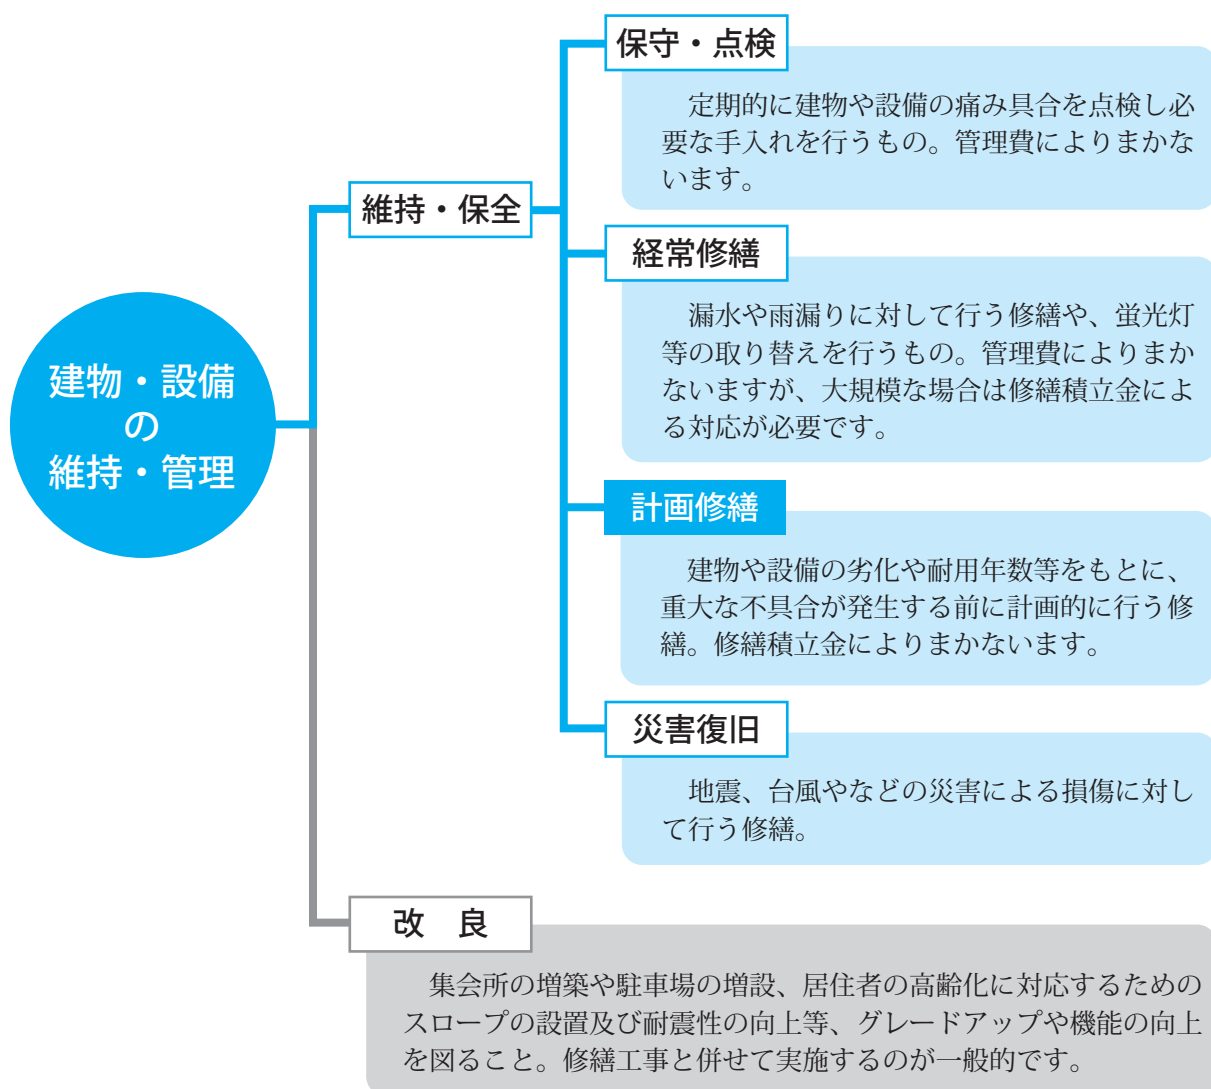 建物・設備
の
維持・管理
維持・保全
保守・点検
定期的に建物や設備の痛み具合を点検し必
要な手入れを行うもの。管理費によりまかな
います。
経常修繕
漏水や雨漏りに対して行う修繕や、蛍光灯
等の取り替えを行うもの。管理費によりまか
ないますが、大規模な場合は修繕積立金によ
る対応が必要です。
計画修繕
建物や設備の劣化や耐用年数等をもとに、
重大な不具合が発生する前に計画的に行う修
繕。修繕積立金によりまかないます。
災害復旧
地震、台風やなどの災害による損傷に対し
て行う修繕。
改　良
集会所の増築や駐車場の増設、居住者の高齢化に対応するための
スロープの設置及び耐震性の向上等、グレードアップや機能の向上
を図ること。修繕工事と併せて実施するのが一般的です。